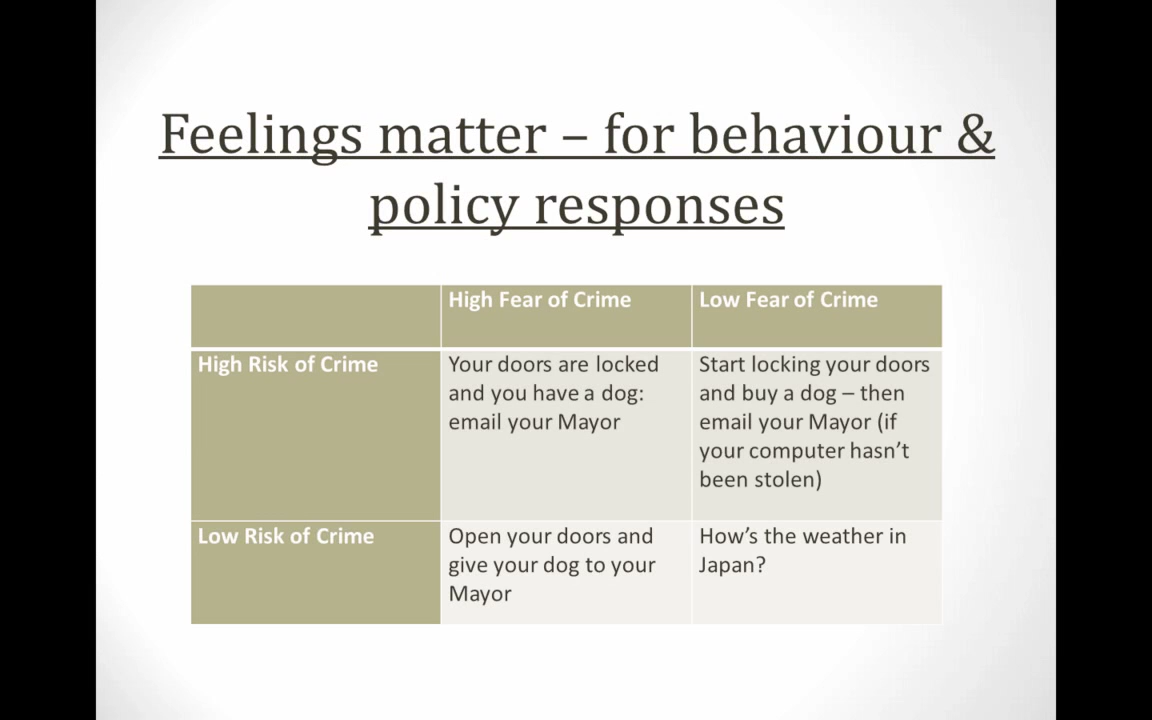 Feelings matter – for behaviour &
policy responses
High Fear of Crime
Low Fear of Crime
High Risk of Crime
Your doors are locked
and you have a dog:
email your Mayor
Start locking your doors
and buy a dog – then
email your Mayor (if
your computer hasn’t
been stolen)
Low Risk of Crime
Open your doors and
give your dog to your
Mayor
How’s the weather in
Japan?